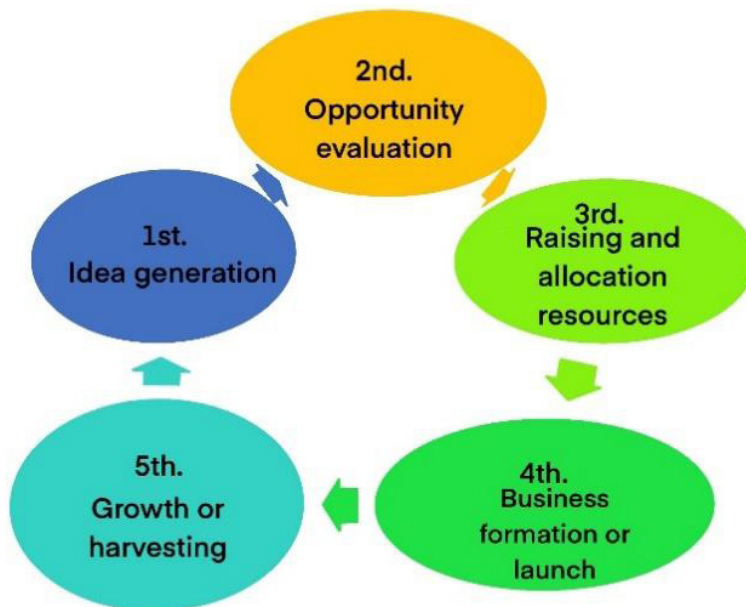 1st.
Idea generation
2nd.
Opportunity
evaluation
3rd.
Raising and
allocation
resources
4th.
Business
formation or
launch
5th.
Growth or
harvesting